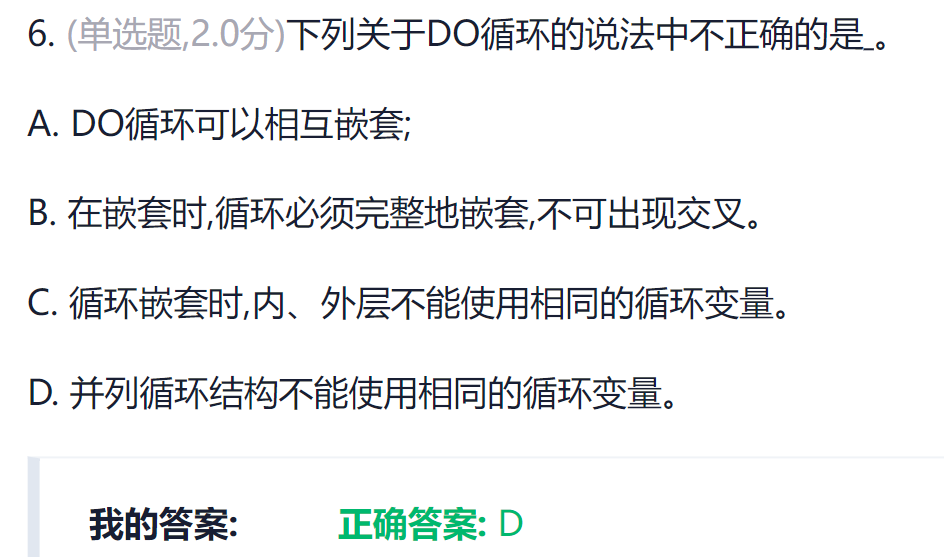 6. (单选题,2.0分)下列关于DO循环的说法中不正确的是_。
A. DO循环可以相互嵌套;
B. 在嵌套时,循环必须完整地嵌套,不可出现交叉。
C. 循环嵌套时,内、外层不能使用相同的循环变量。
D. 并列循环结构不能使用相同的循环变量。
我的答案: 正确答案: D